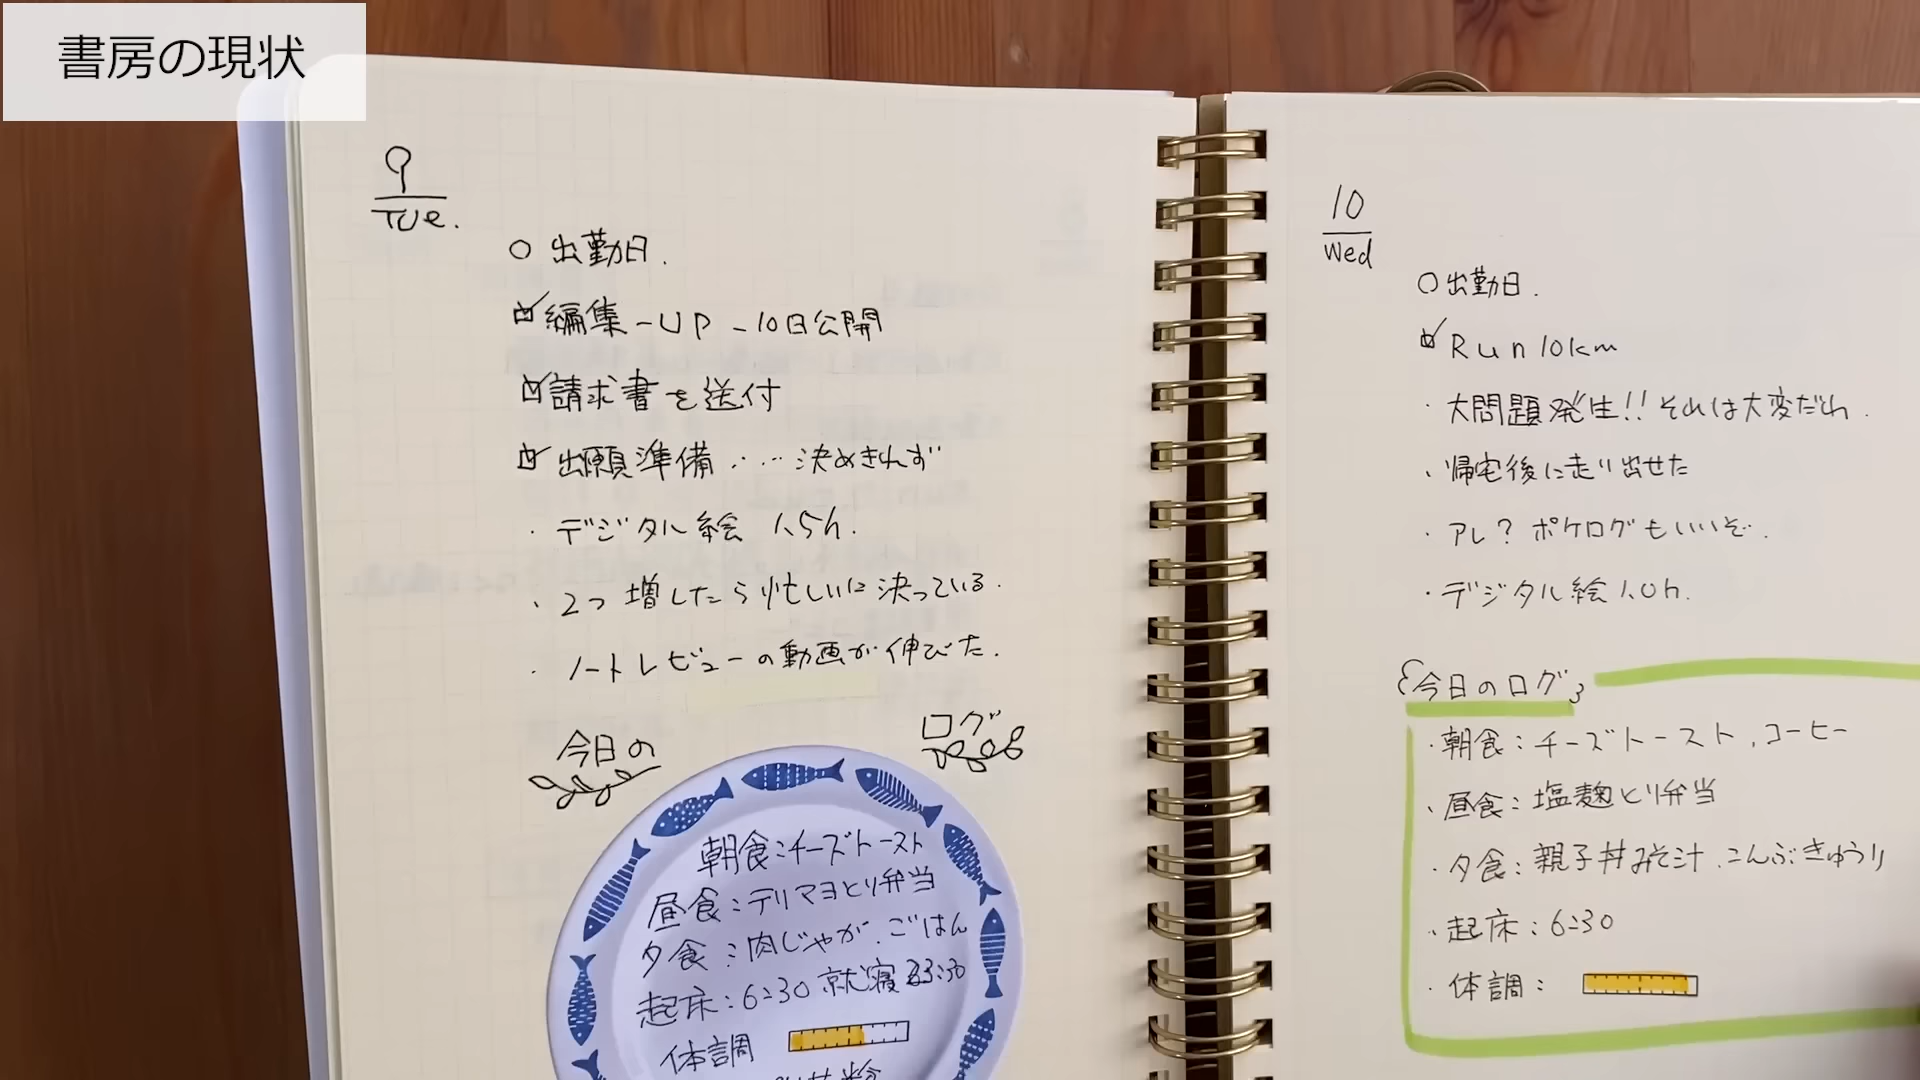 書房の現状
9
Tue.
○ 出勤日.
☑ 編集 - UP - 10日公開
☑ 請求書を送付
☑ 出願準備 ‥‥ 決めきれず
・デジタル絵 1.5h.
・2つ増したら忙しいに決っている.
・ノートレビューの動画が伸びた.
今日の ログ
朝食:チーズトースト
昼食:テリマヨとり弁当
夕食:肉じゃが.ごはん
起床:6:30 就寝 23:30
体調
10
Wed
○出勤日.
☑ Run 10km
・大問題発生!! それは大変だね.
・帰宅後に走り出せた
・アレ?ポケログもいいぞ.
・デジタル絵 1.0h.
{今日のログ}
・朝食:チーズトースト,コーヒー
・昼食:塩麹とり弁当
・夕食:親子丼みそ汁.こんぶきゅうり
・起床:6:30
・体調: